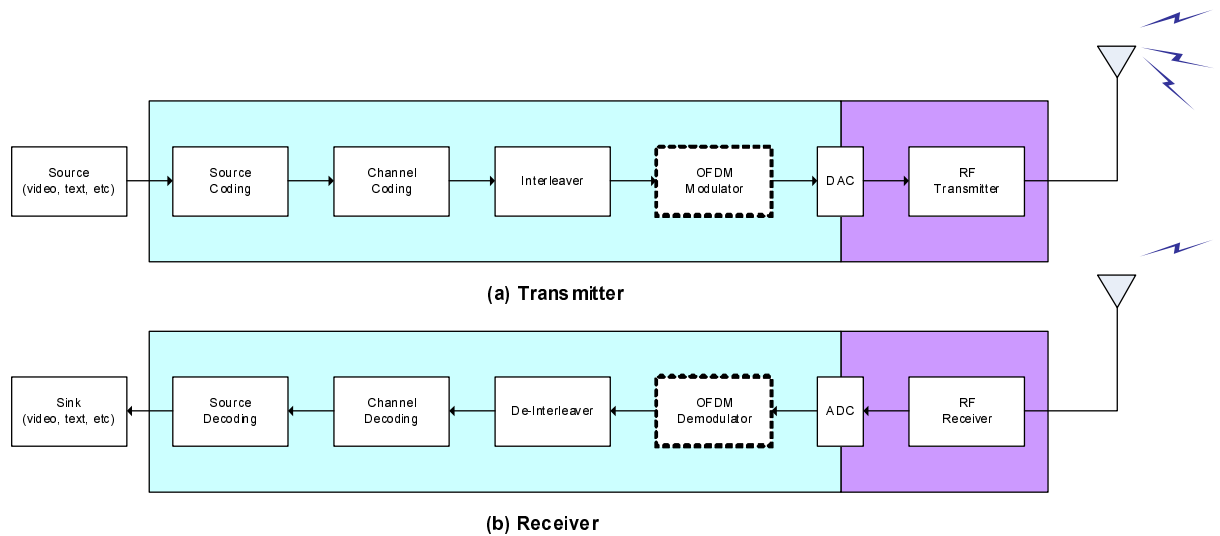 Source
(video, text, etc)
Source
Coding
Channel
Coding
Interleaver
OFDM
Modulator
DAC
RF
Transmitter
(a) Transmitter
Sink
(video, text, etc)
Source
Decoding
Channel
Decoding
De-Interleaver
OFDM
Demodulator
ADC
RF
Receiver
(b) Receiver